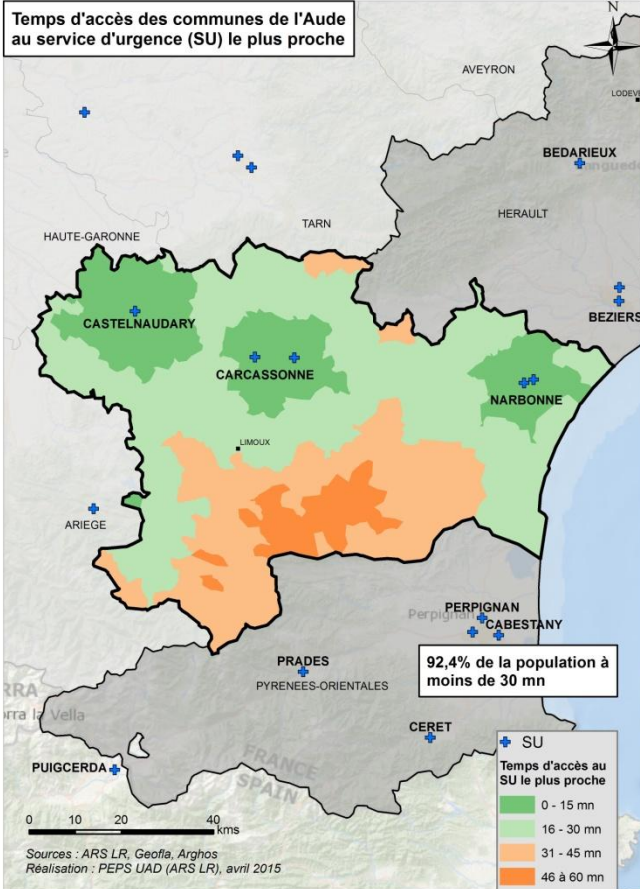 Temps d'accès des communes de l'Aude
au service d'urgence (SU) le plus proche
N
AVEYRON
LODEVE
BEDARIEUX
HERAULT
TARN
HAUTE-GARONNE
BEZIERS
CASTELNAUDARY
CARCASSONNE
NARBONNE
LIMOUX
ARIEGE
Perpignan
PERPIGNAN
CABESTANY
92,4% de la population à
moins de 30 mn
PRADES
PYRENEES-ORIENTALES
CERET
PUIGCERDA
FRANCE
SPAIN
SU
Temps d'accès au
SU le plus proche
0 - 15 mn
16 - 30 mn
31 - 45 mn
46 à 60 mn
0 10 20 40
kms
Sources : ARS LR, Geofla, Arghos
Réalisation : PEPS UAD (ARS LR), avril 2015